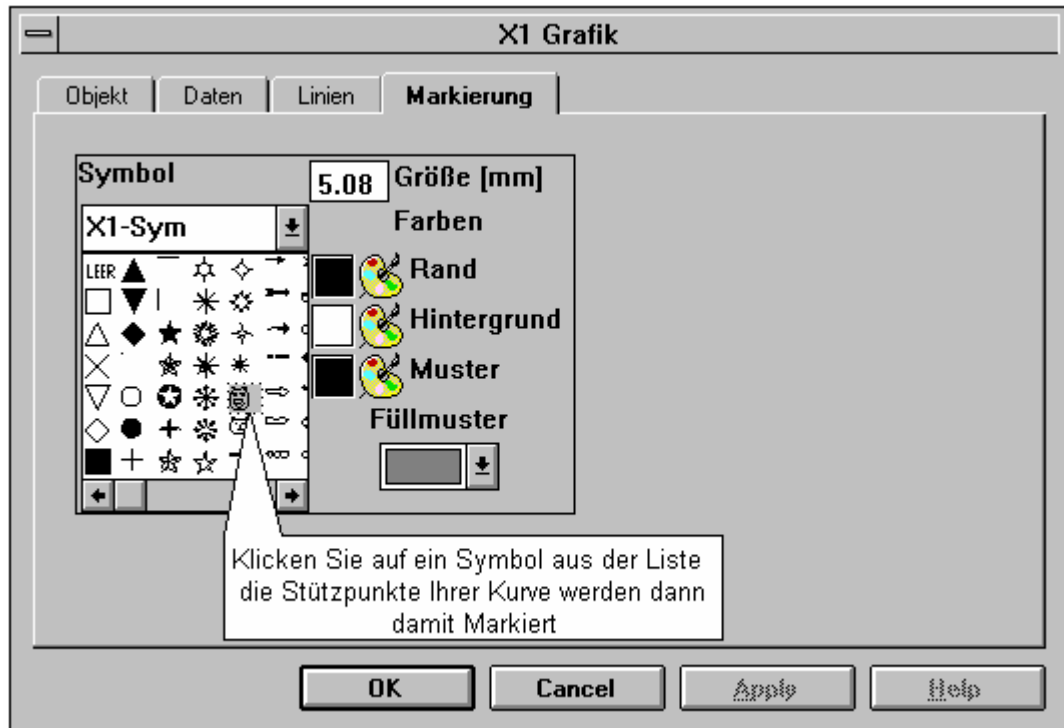 X1 Grafik
Objekt Daten Linien Markierung
Symbol
5.08 Größe [mm]
X1-Sym
Farben
LEER
Rand
Hintergrund
Muster
Füllmuster
Klicken Sie auf ein Symbol aus der Liste
die Stützpunkte Ihrer Kurve werden dann
damit Markiert
OK Cancel Apply Help